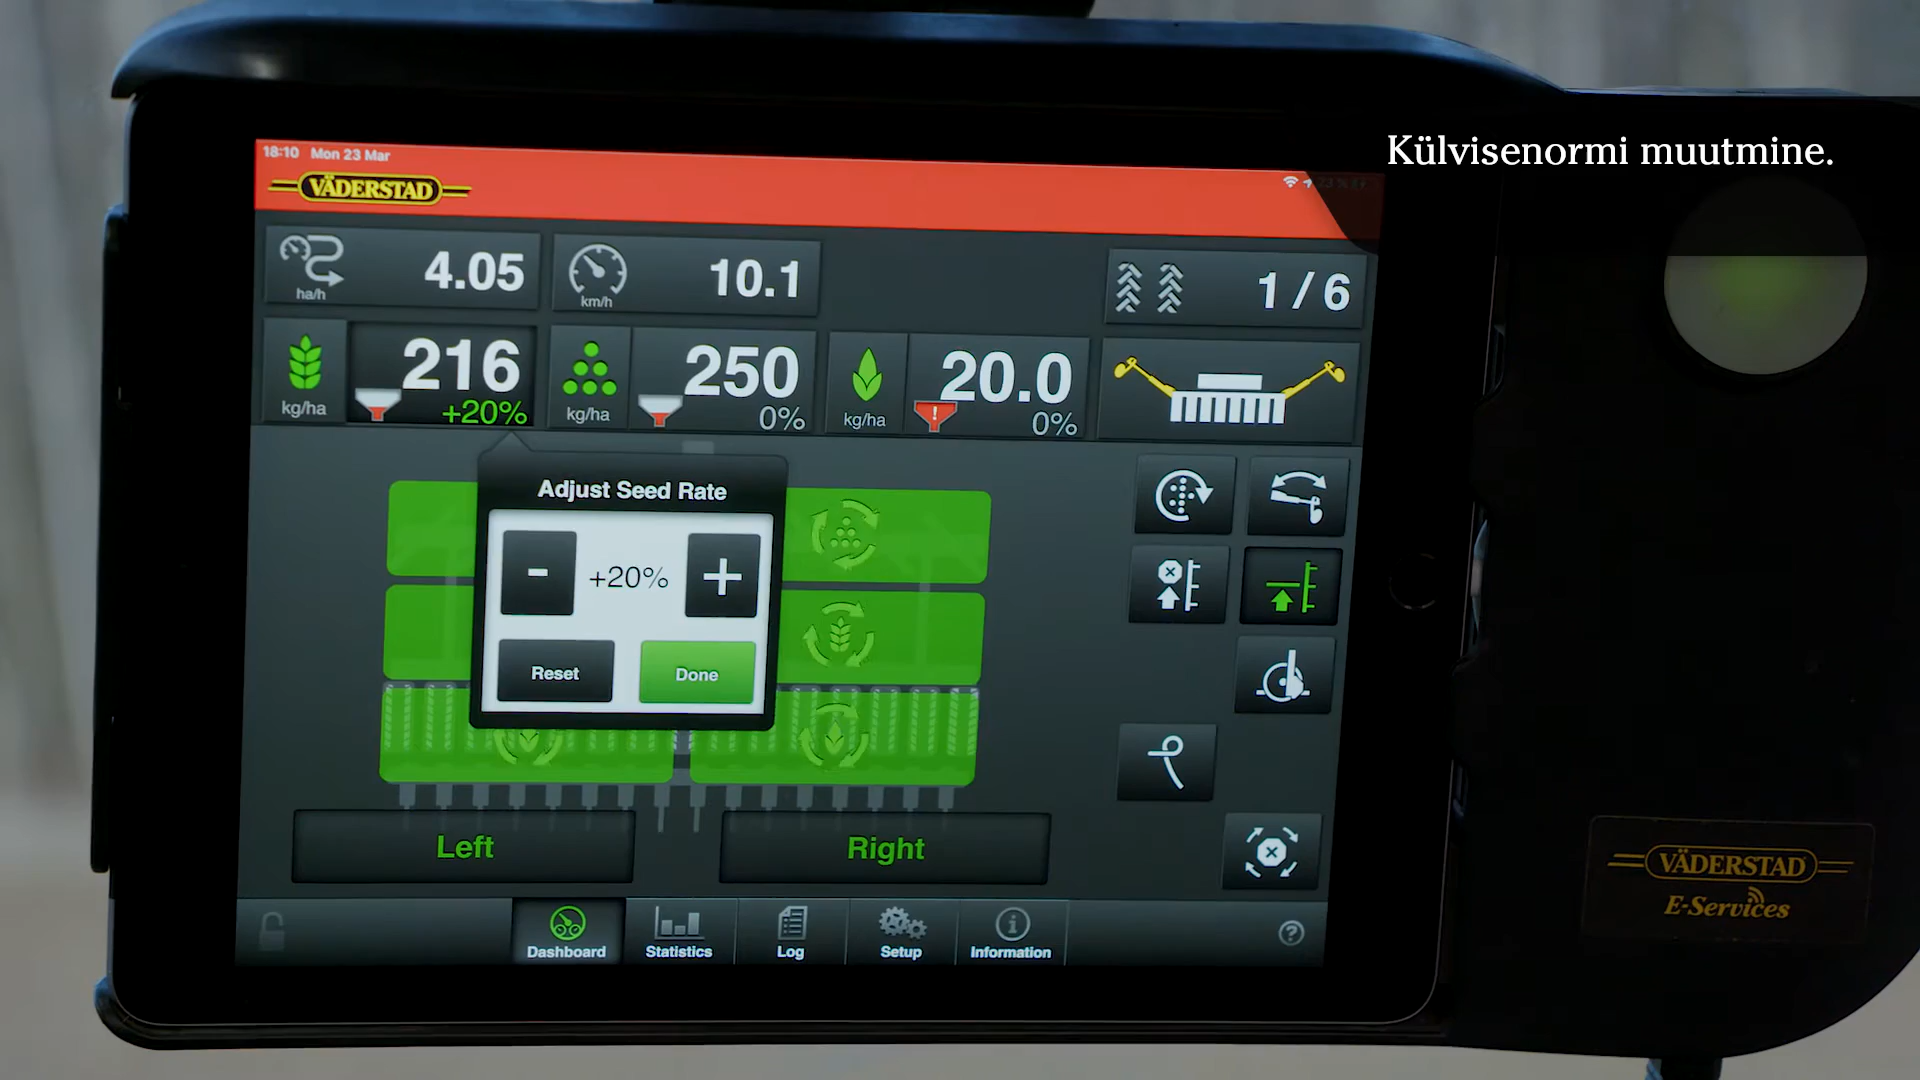 Külvisenormi muutmine.
18:10 Mon 23 Mar
VÄDERSTAD
ha/h 4.05
km/h 10.1
1 / 6
kg/ha 216 +20%
kg/ha 250 0%
kg/ha 20.0 0%
Adjust Seed Rate
- +20% +
Reset Done
Left Right
Dashboard Statistics Log Setup Information ?
VÄDERSTAD
E-Services